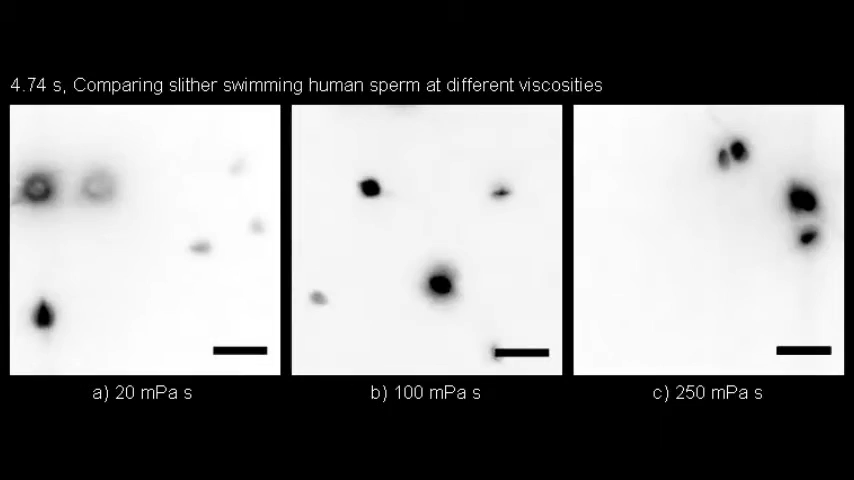 4.74 s, Comparing slither swimming human sperm at different viscosities
a) 20 mPa s
b) 100 mPa s
c) 250 mPa s